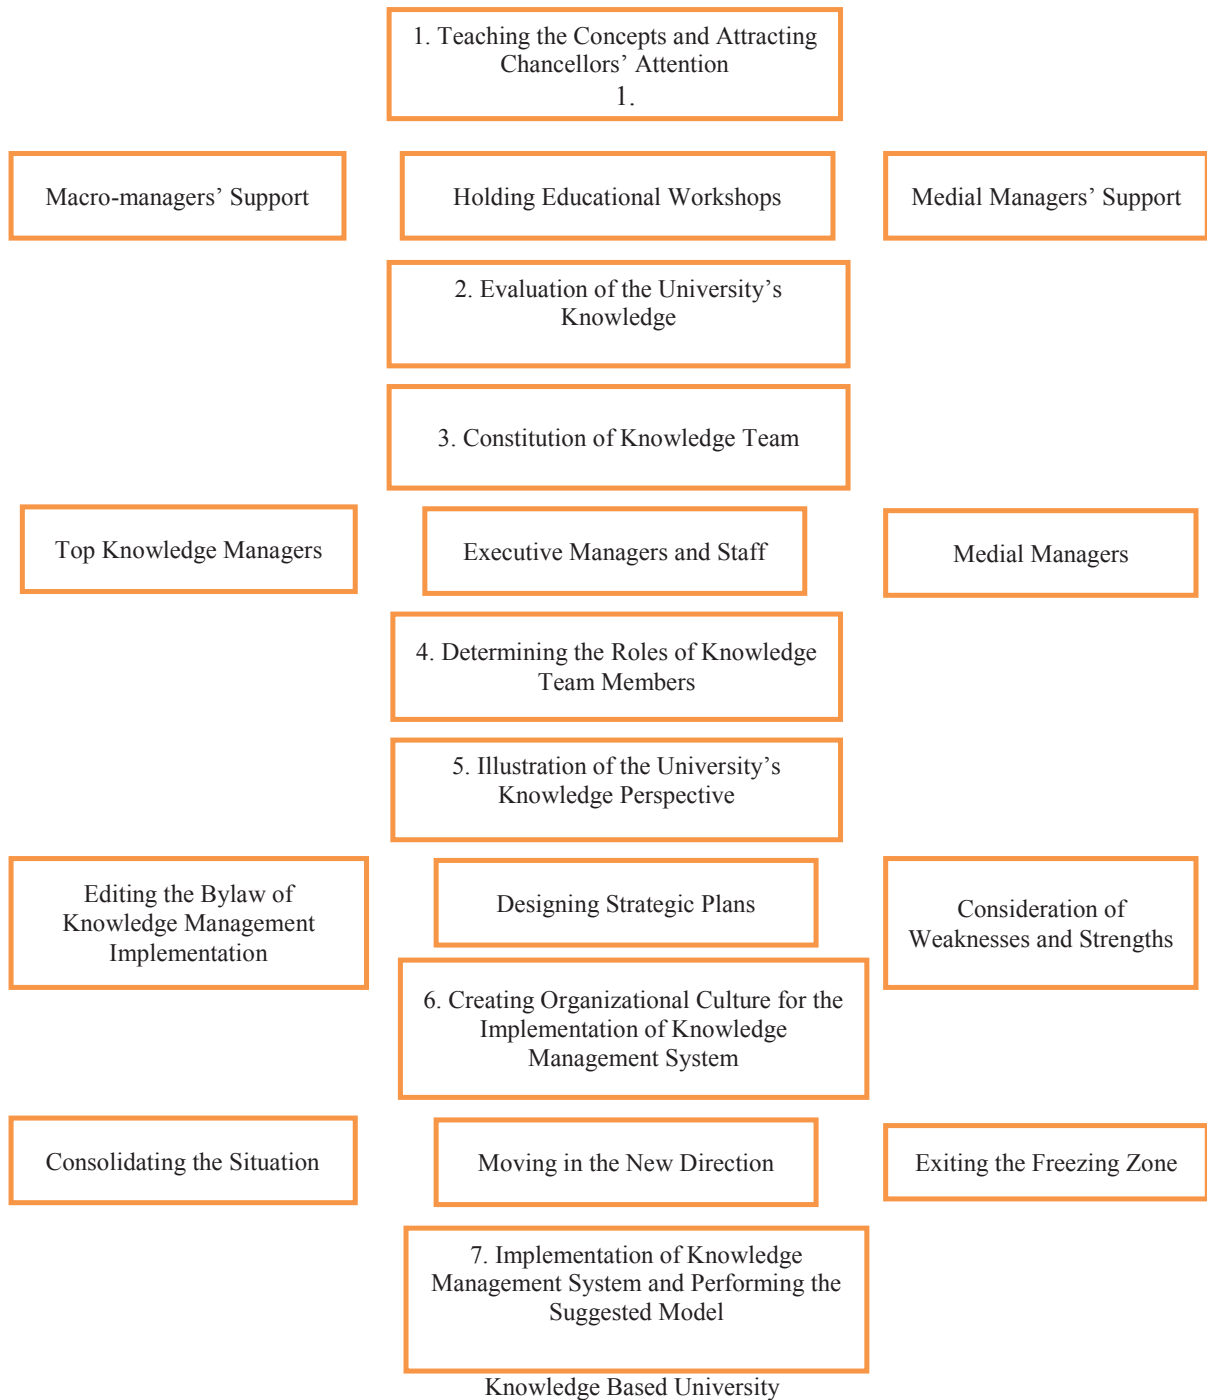 1. Teaching the Concepts and Attracting
Chancellors’ Attention
1.
Macro-managers’ Support
Holding Educational Workshops
Medial Managers’ Support
2. Evaluation of the University’s
Knowledge
3. Constitution of Knowledge Team
Top Knowledge Managers
Executive Managers and Staff
Medial Managers
4. Determining the Roles of Knowledge
Team Members
5. Illustration of the University’s
Knowledge Perspective
Editing the Bylaw of
Knowledge Management
Implementation
Designing Strategic Plans
Consideration of
Weaknesses and Strengths
6. Creating Organizational Culture for the
Implementation of Knowledge
Management System
Consolidating the Situation
Moving in the New Direction
Exiting the Freezing Zone
7. Implementation of Knowledge
Management System and Performing the
Suggested Model
Knowledge Based University